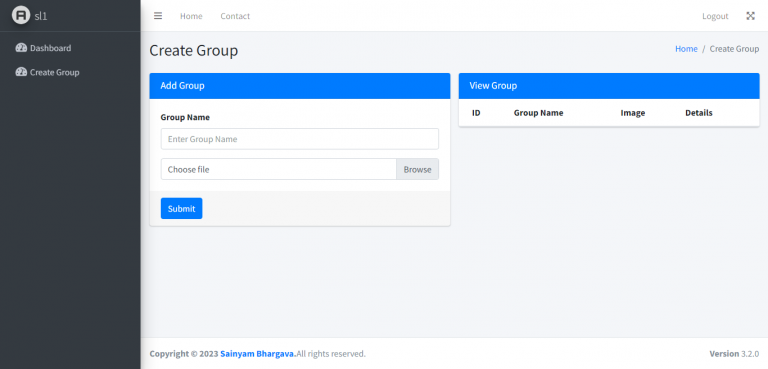 sl1
Home Contact Logout
Dashboard
Create Group
Create Group
Home / Create Group
Add Group
Group Name
Enter Group Name
Choose file Browse
Submit
View Group
ID Group Name Image Details
Copyright © 2023 Sainyam Bhargava.All rights reserved.
Version 3.2.0